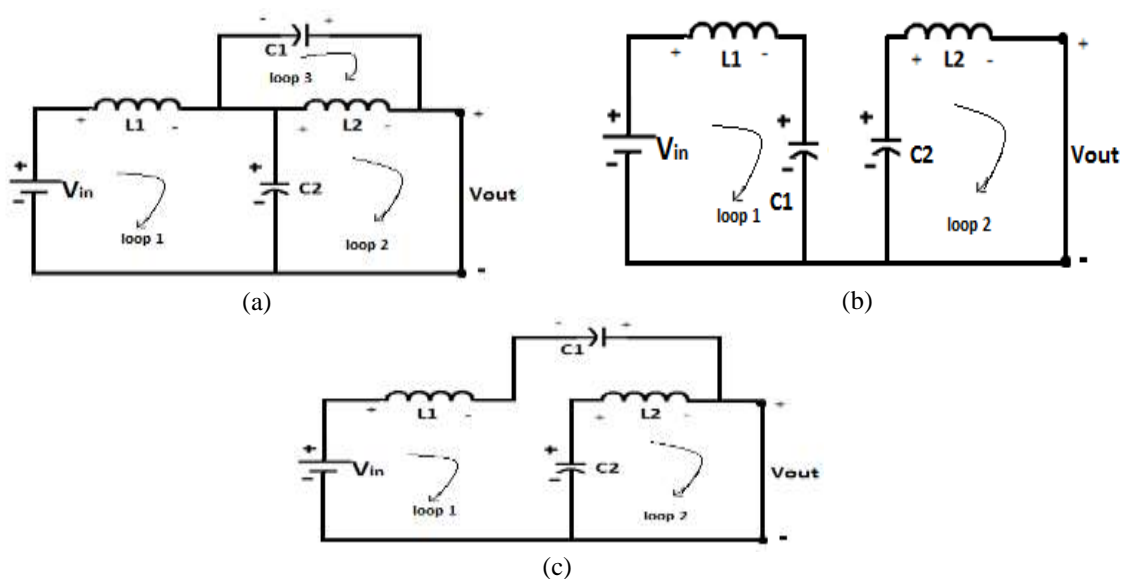 - +
C1
loop 3
+ L1 - + L2 - +
+ Vin - + C2 - Vout
loop 1 loop 2
-
(a)
+ L1 - + L2 - +
+ Vin - + C1 - + C2 - Vout
loop 1 loop 2
-
(b)
- C1 +
+ L1 - + L2 - +
+ Vin - + C2 - Vout
loop 1 loop 2
-
(c)